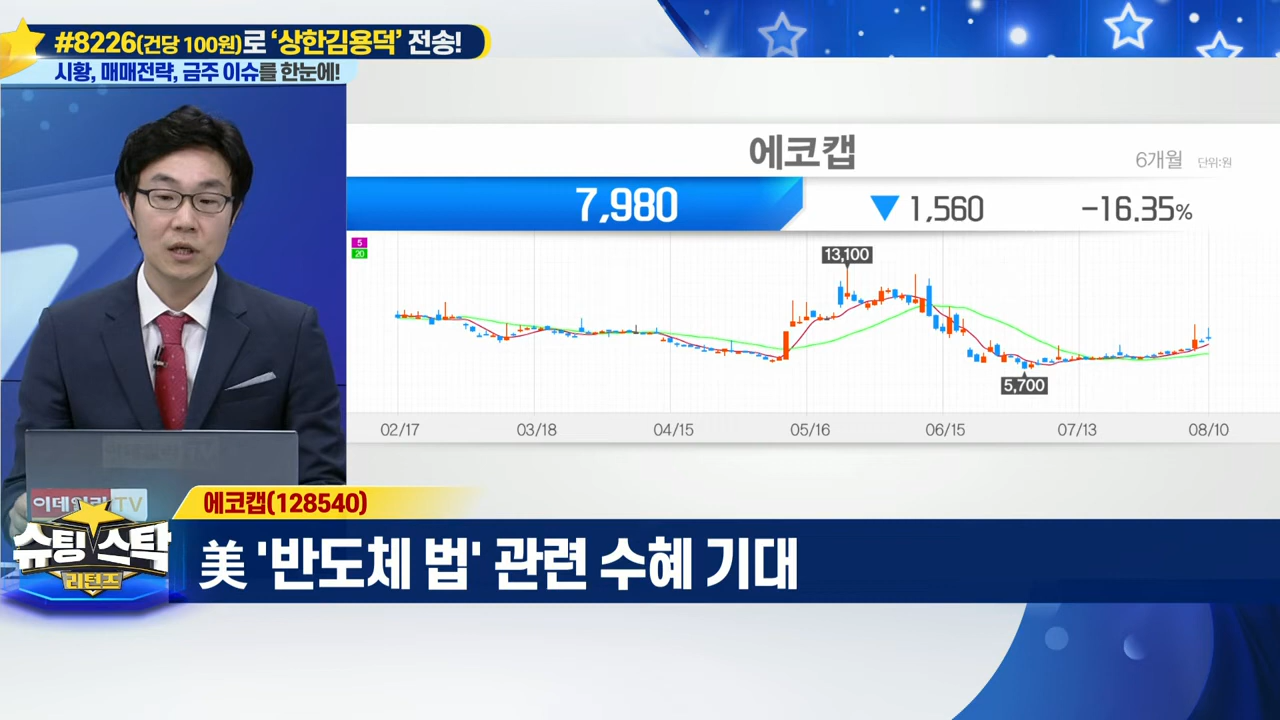 #8226(건당 100원)로 '상한김용덕' 전송!
시황, 매매전략, 금주 이슈를 한눈에!
에코캡
6개월 단위:원
7,980 ▼ 1,560 -16.35%
5
20
13,100
5,700
02/17 03/18 04/15 05/16 06/15 07/13 08/10
에코캡(128540)
이데일리 TV
슈팅 스탁
리턴즈
美 '반도체 법' 관련 수혜 기대